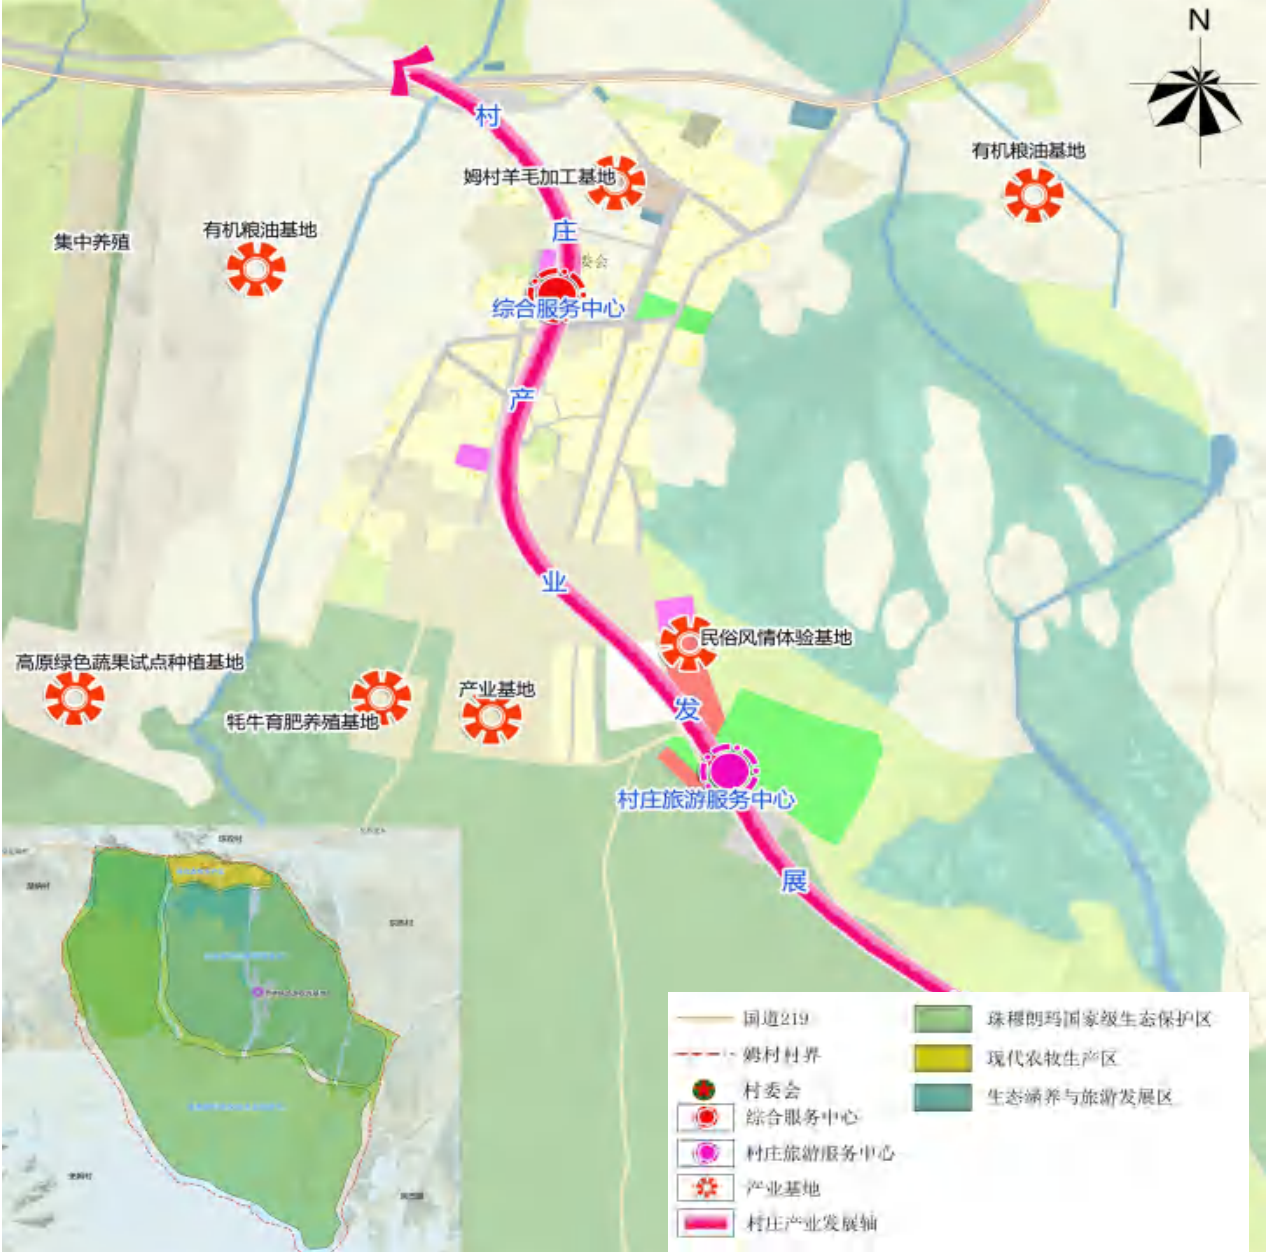 N
村
有机粮油基地
姆村羊毛加工基地
有机粮油基地
庄
集中养殖
委会
综合服务中心
产
业
民俗风情体验基地
高原绿色蔬果试点种植基地
产业基地
发
牦牛育肥养殖基地
村庄旅游服务中心
展
国道219
姆村村界
村委会
综合服务中心
村庄旅游服务中心
产业基地
村庄产业发展轴
珠穆朗玛国家级生态保护区
现代农牧生产区
生态涵养与旅游发展区